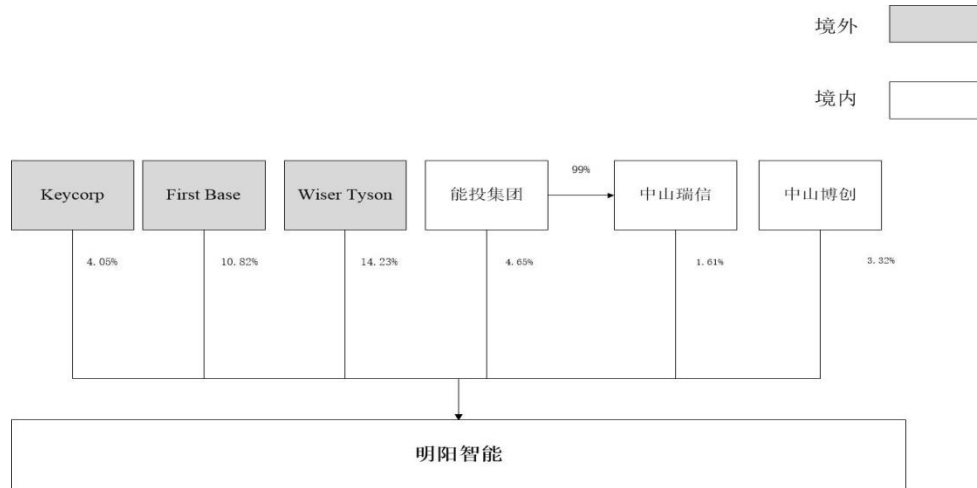 境外
境内
Keycorp
First Base
Wiser Tyson
能投集团
99%
中山瑞信
中山博创
4.05%
10.82%
14.23%
4.65%
1.61%
3.32%
明阳智能